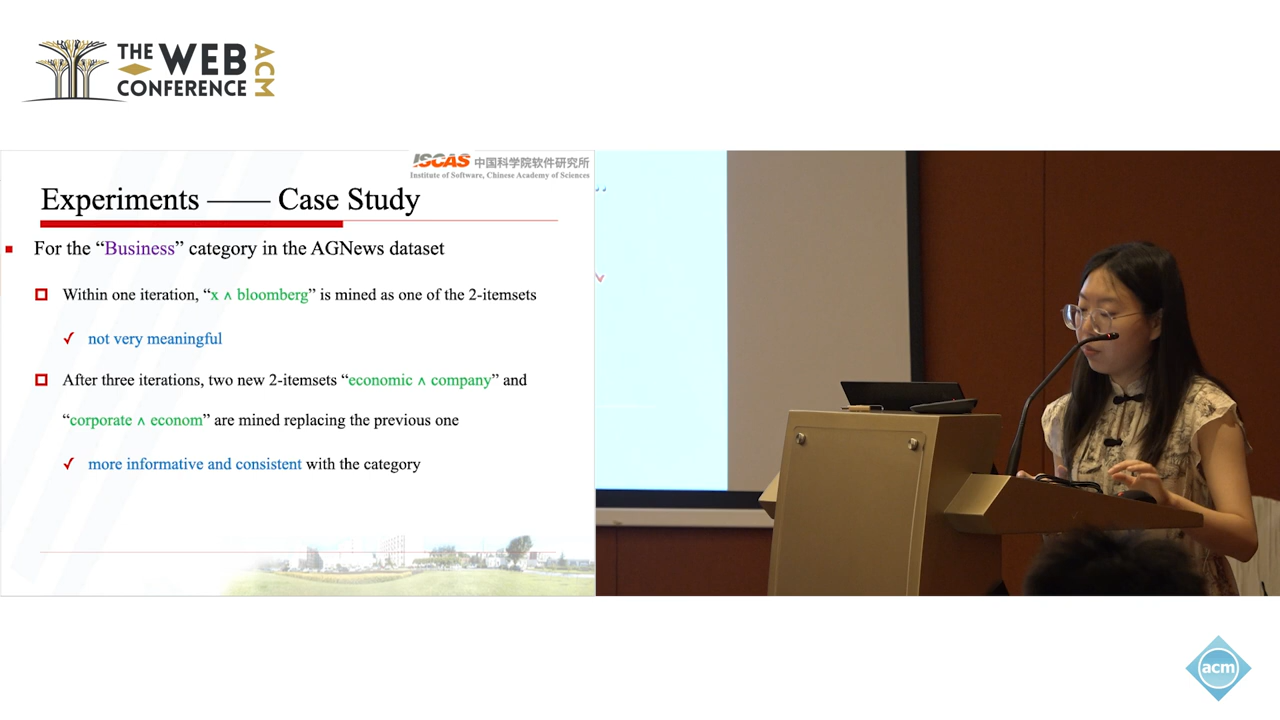 THE WEB
CONFERENCE
ACM
ISCAS 中国科学院软件研究所
Institute of Software, Chinese Academy of Sciences
Experiments —— Case Study
For the “Business” category in the AGNews dataset
Within one iteration, “x ∧ bloomberg” is mined as one of the 2-itemsets
not very meaningful
After three iterations, two new 2-itemsets “economic ∧ company” and
“corporate ∧ econom” are mined replacing the previous one
more informative and consistent with the category
acm